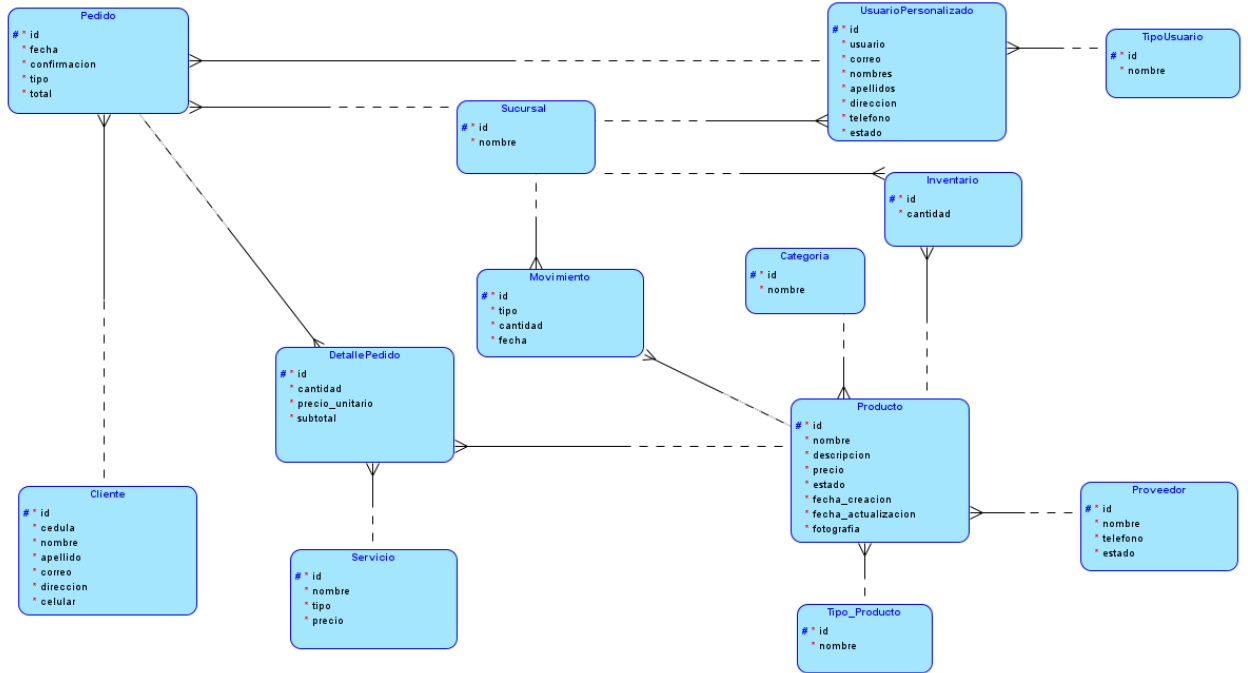 Pedido
# * id
* fecha
* confirmacion
* tipo
* total
UsuarioPersonalizado
# * id
* usuario
* correo
* nombres
* apellidos
* direccion
* telefono
* estado
TipoUsuario
# * id
* nombre
Sucursal
# * id
* nombre
Inventario
# * id
* cantidad
Categoria
# * id
* nombre
Movimiento
# * id
* tipo
* cantidad
* fecha
DetallePedido
# * id
* cantidad
* precio_unitario
* subtotal
Producto
# * id
* nombre
* descripcion
* precio
* estado
* fecha_creacion
* fecha_actualizacion
* fotografia
Cliente
# * id
* cedula
* nombre
* apellido
* correo
* direccion
* celular
Proveedor
# * id
* nombre
* telefono
* estado
Servicio
# * id
* nombre
* tipo
* precio
Tipo_Producto
# * id
* nombre